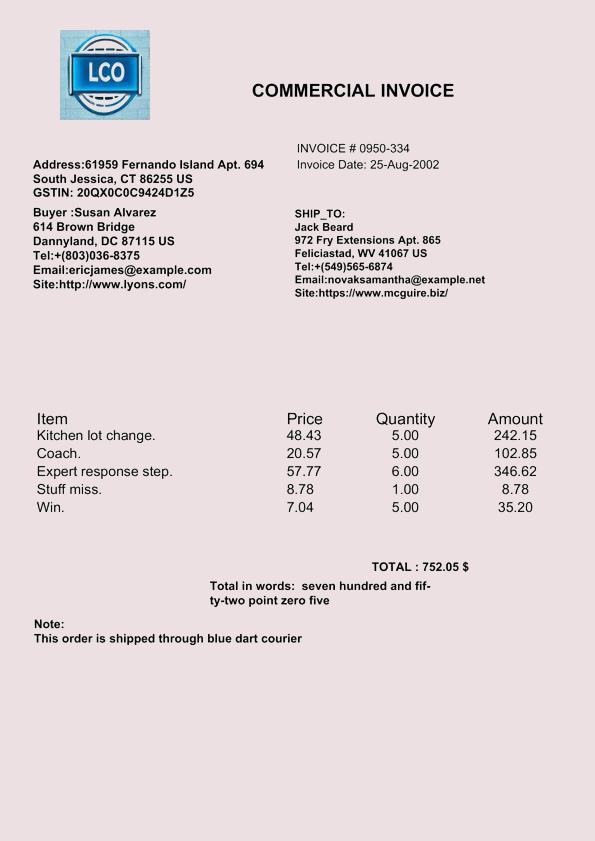 LCO
COMMERCIAL INVOICE
INVOICE # 0950-334
Invoice Date: 25-Aug-2002
Address:61959 Fernando Island Apt. 694
South Jessica, CT 86255 US
GSTIN: 20QX0C0C9424D1Z5
Buyer :Susan Alvarez
614 Brown Bridge
Dannyland, DC 87115 US
Tel:+(803)036-8375
Email:ericjames@example.com
Site:http://www.lyons.com/
SHIP_TO:
Jack Beard
972 Fry Extensions Apt. 865
Feliciastad, WV 41067 US
Tel:+(549)565-6874
Email:novaksamantha@example.net
Site:https://www.mcguire.biz/
Item Price Quantity Amount
Kitchen lot change. 48.43 5.00 242.15
Coach. 20.57 5.00 102.85
Expert response step. 57.77 6.00 346.62
Stuff miss. 8.78 1.00 8.78
Win. 7.04 5.00 35.20
TOTAL : 752.05 $
Total in words:  seven hundred and fif-
ty-two point zero five
Note:
This order is shipped through blue dart courier